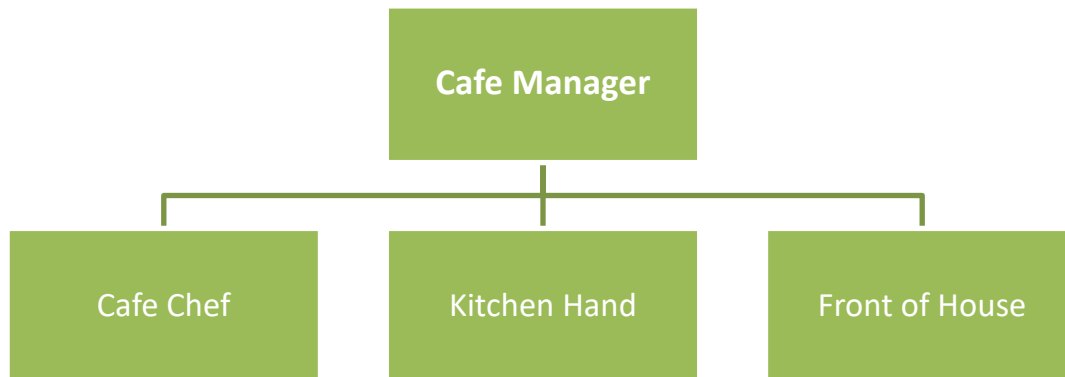 Cafe Manager
Cafe Chef
Kitchen Hand
Front of House